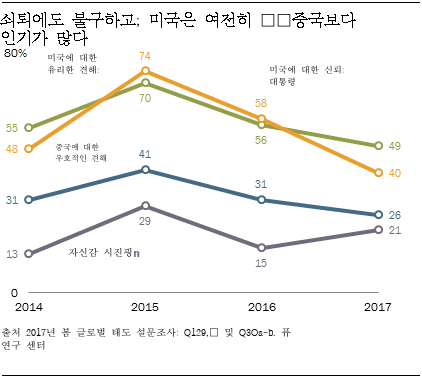 쇠퇴에도 불구하고; 미국은 여전히 □□중국보다
인기가 많다
80%
미국에 대한
유리한 견해:
74
미국에 대한 신뢰:
대통령
70
58
55
56
49
48
중국에 대한
우호적인 견해
41
40
31
31
26
29
21
자신감 시진핑n
13
15
0
2014
2015
2016
2017
출처 2017년 봄 글로벌 태도 설문조사: Q129,□ 및 Q30a-b. 퓨
연구 센터